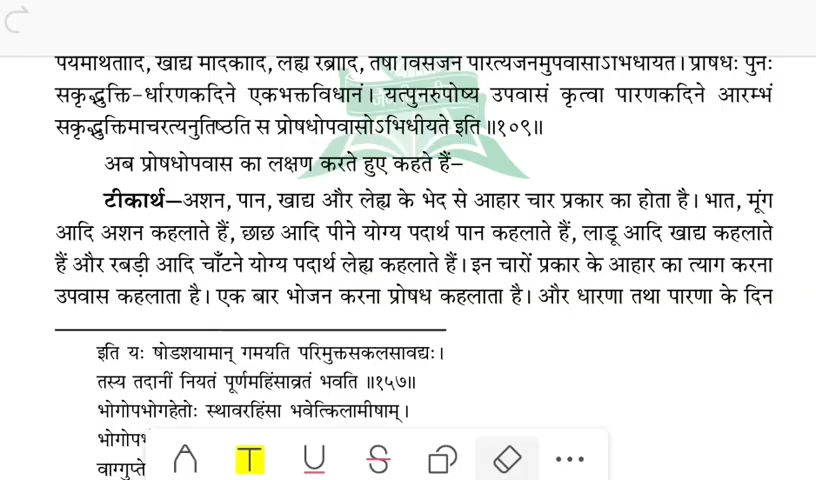 पेयमथितादि, खाद्यं मोदकादि, लेह्यं रब्रादि, तेषां विसर्जनं परित्यजनमुपवासोऽभिधीयते। प्रोषधः पुनः
सकृद्भुक्ति-र्धारणकदिने एकभक्तविधानं। यत्पुनरुपोष्य उपवासं कृत्वा पारणकदिने आरम्भं
सकृद्भुक्तिमाचरत्यनुतिष्ठति स प्रोषधोपवासोऽभिधीयते इति ॥१०९॥
अब प्रोषधोपवास का लक्षण करते हुए कहते हैं–
टीकार्थ—अशन, पान, खाद्य और लेह्य के भेद से आहार चार प्रकार का होता है। भात, मूंग
आदि अशन कहलाते हैं, छाछ आदि पीने योग्य पदार्थ पान कहलाते हैं, लाडू आदि खाद्य कहलाते
हैं और रबड़ी आदि चाँटने योग्य पदार्थ लेह्य कहलाते हैं। इन चारों प्रकार के आहार का त्याग करना
उपवास कहलाता है। एक बार भोजन करना प्रोषध कहलाता है। और धारणा तथा पारणा के दिन
इति यः षोडशयामान् गमयति परिमुक्तसकलसावद्यः।
तस्य तदानीं नियतं पूर्णमहिंसाव्रतं भवति ॥१५७॥
भोगोपभोगहेतोः स्थावरहिंसा भवेत्किलामीषाम्।
वाग्गुप्ते